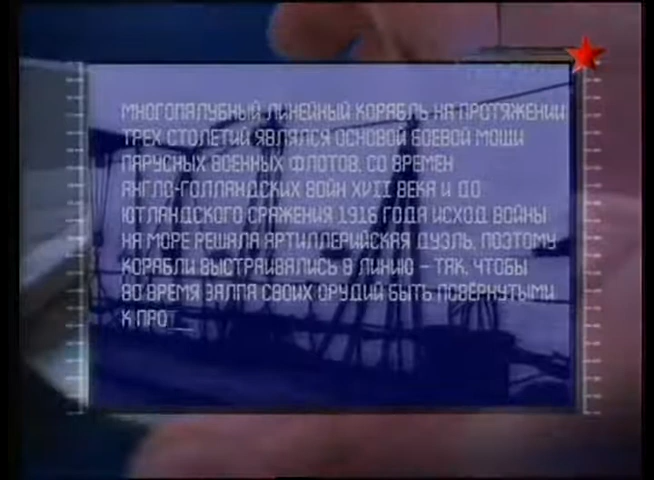 МНОГОПАЛУБНЫЙ ЛИНЕЙНЫЙ КОРАБЛЬ НА ПРОТЯЖЕНИИ
ТРЕХ СТОЛЕТИЙ ЯВЛЯЛСЯ ОСНОВОЙ БОЕВОЙ МОЩИ
ПАРУСНЫХ ВОЕННЫХ ФЛОТОВ. СО ВРЕМЕН
АНГЛО-ГОЛЛАНДСКИХ ВОЙН XVII ВЕКА И ДО
ЮТЛАНДСКОГО СРАЖЕНИЯ 1916 ГОДА ИСХОД ВОЙНЫ
НА МОРЕ РЕШАЛА АРТИЛЛЕРИЙСКАЯ ДУЭЛЬ. ПОЭТОМУ
КОРАБЛИ ВЫСТРАИВАЛИСЬ В ЛИНИЮ – ТАК, ЧТОБЫ
ВО ВРЕМЯ ЗАЛПА СВОИХ ОРУДИЙ БЫТЬ ПОВЁРНУТЫМИ
К ПРОТ_